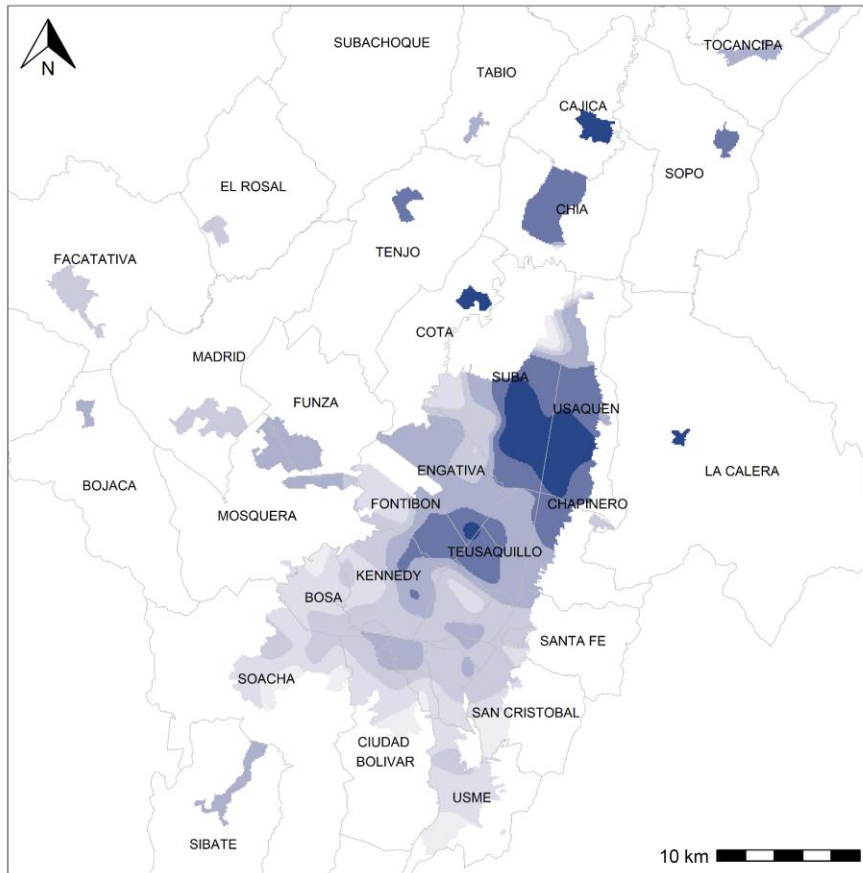 SUBACHOQUE
TOCANCIPA
N
TABIO
CAJICA
SOPO
EL ROSAL
CHIA
TENJO
FACATATIVA
COTA
MADRID
SUBA
FUNZA
USAQUEN
ENGATIVA
LA CALERA
BOJACA
FONTIBON
CHAPINERO
MOSQUERA
TEUSAQUILLO
KENNEDY
BOSA
SANTA FE
SOACHA
SAN CRISTOBAL
CIUDAD
BOLIVAR
USME
SIBATE
10 km